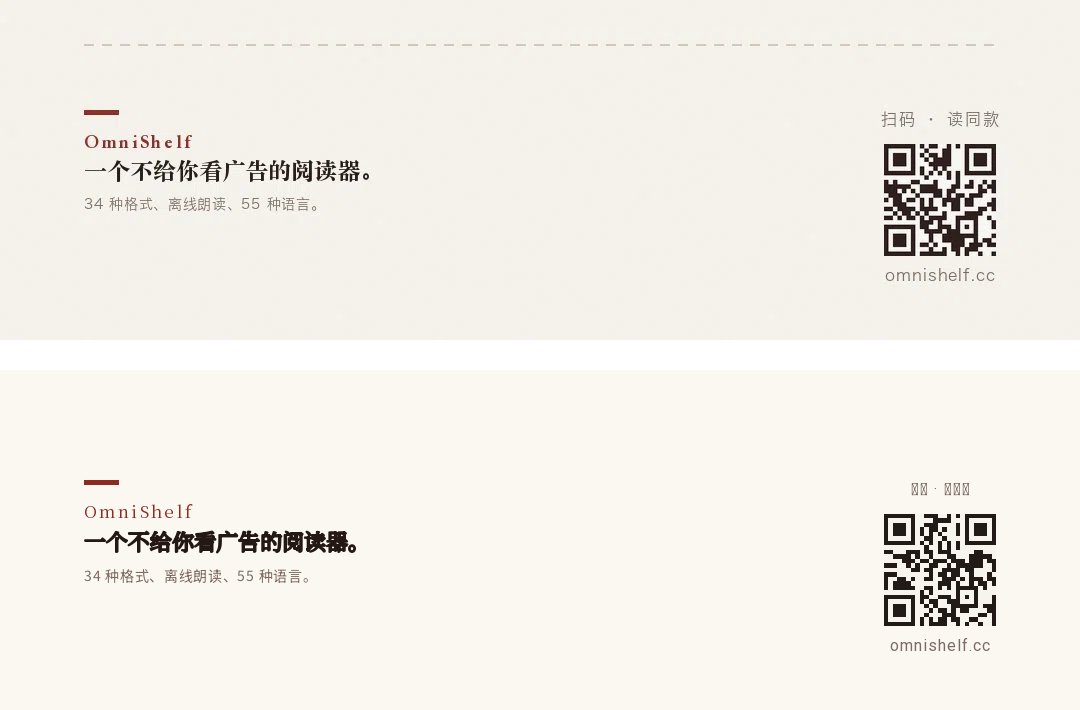 扫码 · 读同款
OmniShelf
一个不给你看广告的阅读器。
34 种格式、离线朗读、55 种语言。
omnishelf.cc
OmniShelf
一个不给你看广告的阅读器。
34 种格式、离线朗读、55 种语言。
omnishelf.cc